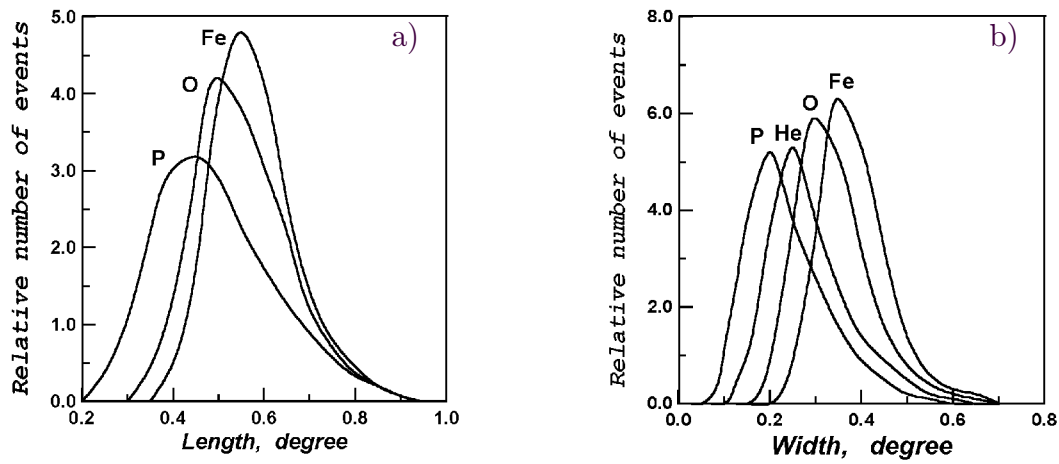 Relative number of events
5.0
4.0
3.0
2.0
1.0
0.0
a)
Fe
O
P
0.2 0.4 0.6 0.8 1.0
Length, degree
Relative number of events
8.0
6.0
4.0
2.0
0.0
b)
Fe
O
P He
0.0 0.2 0.4 0.6 0.8
Width, degree